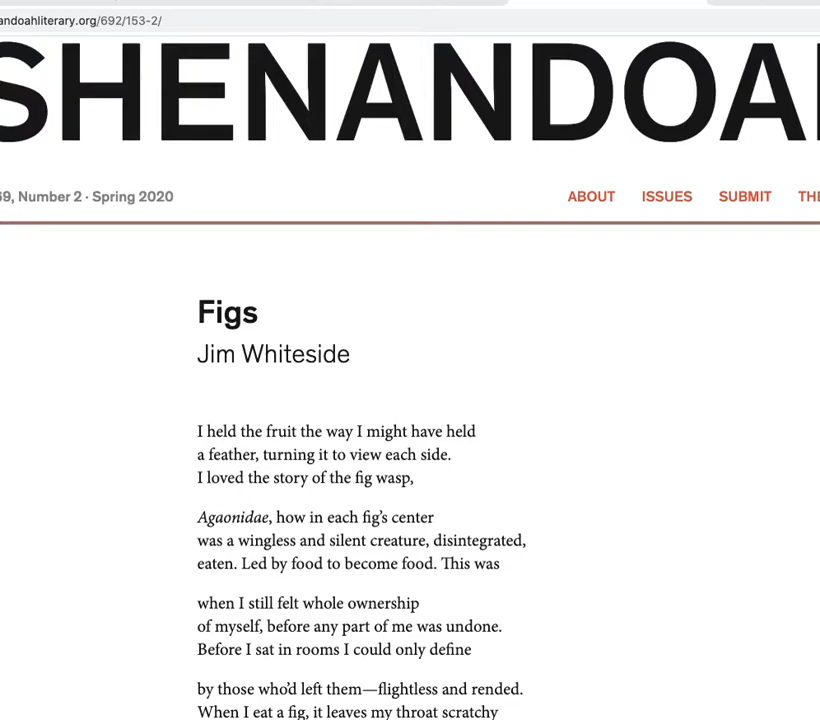 andoahliterary.org/692/153-2/
SHENANDOA
69, Number 2 · Spring 2020
ABOUT ISSUES SUBMIT THE
Figs
Jim Whiteside
I held the fruit the way I might have held
a feather, turning it to view each side.
I loved the story of the fig wasp,
Agaonidae, how in each fig’s center
was a wingless and silent creature, disintegrated,
eaten. Led by food to become food. This was
when I still felt whole ownership
of myself, before any part of me was undone.
Before I sat in rooms I could only define
by those who’d left them—flightless and rended.
When I eat a fig, it leaves my throat scratchy